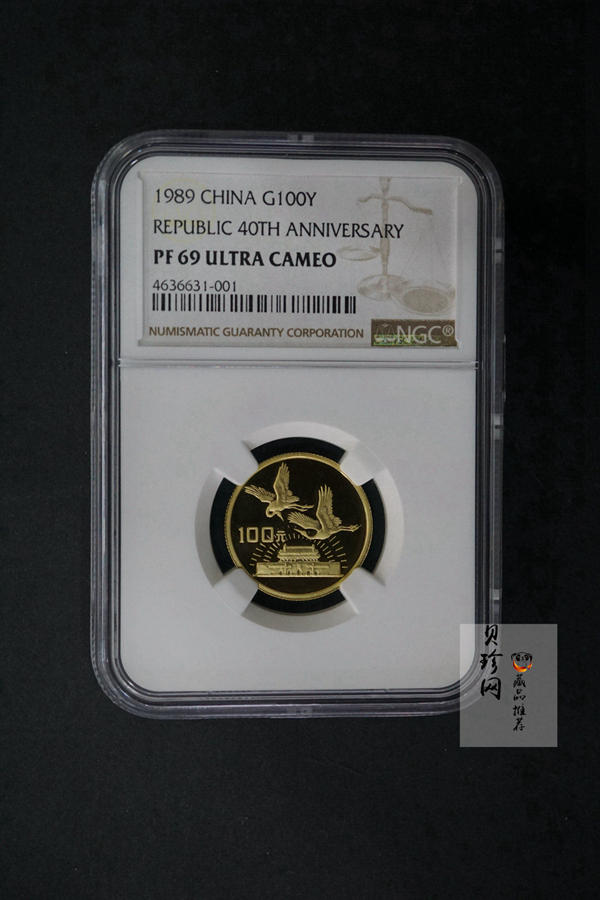 1989 CHINA G100Y
REPUBLIC 40TH ANNIVERSARY
PF 69 ULTRA CAMEO
4636631-001
NUMISMATIC GUARANTY CORPORATION
NGC®
100元
贝珍网
藏品推荐